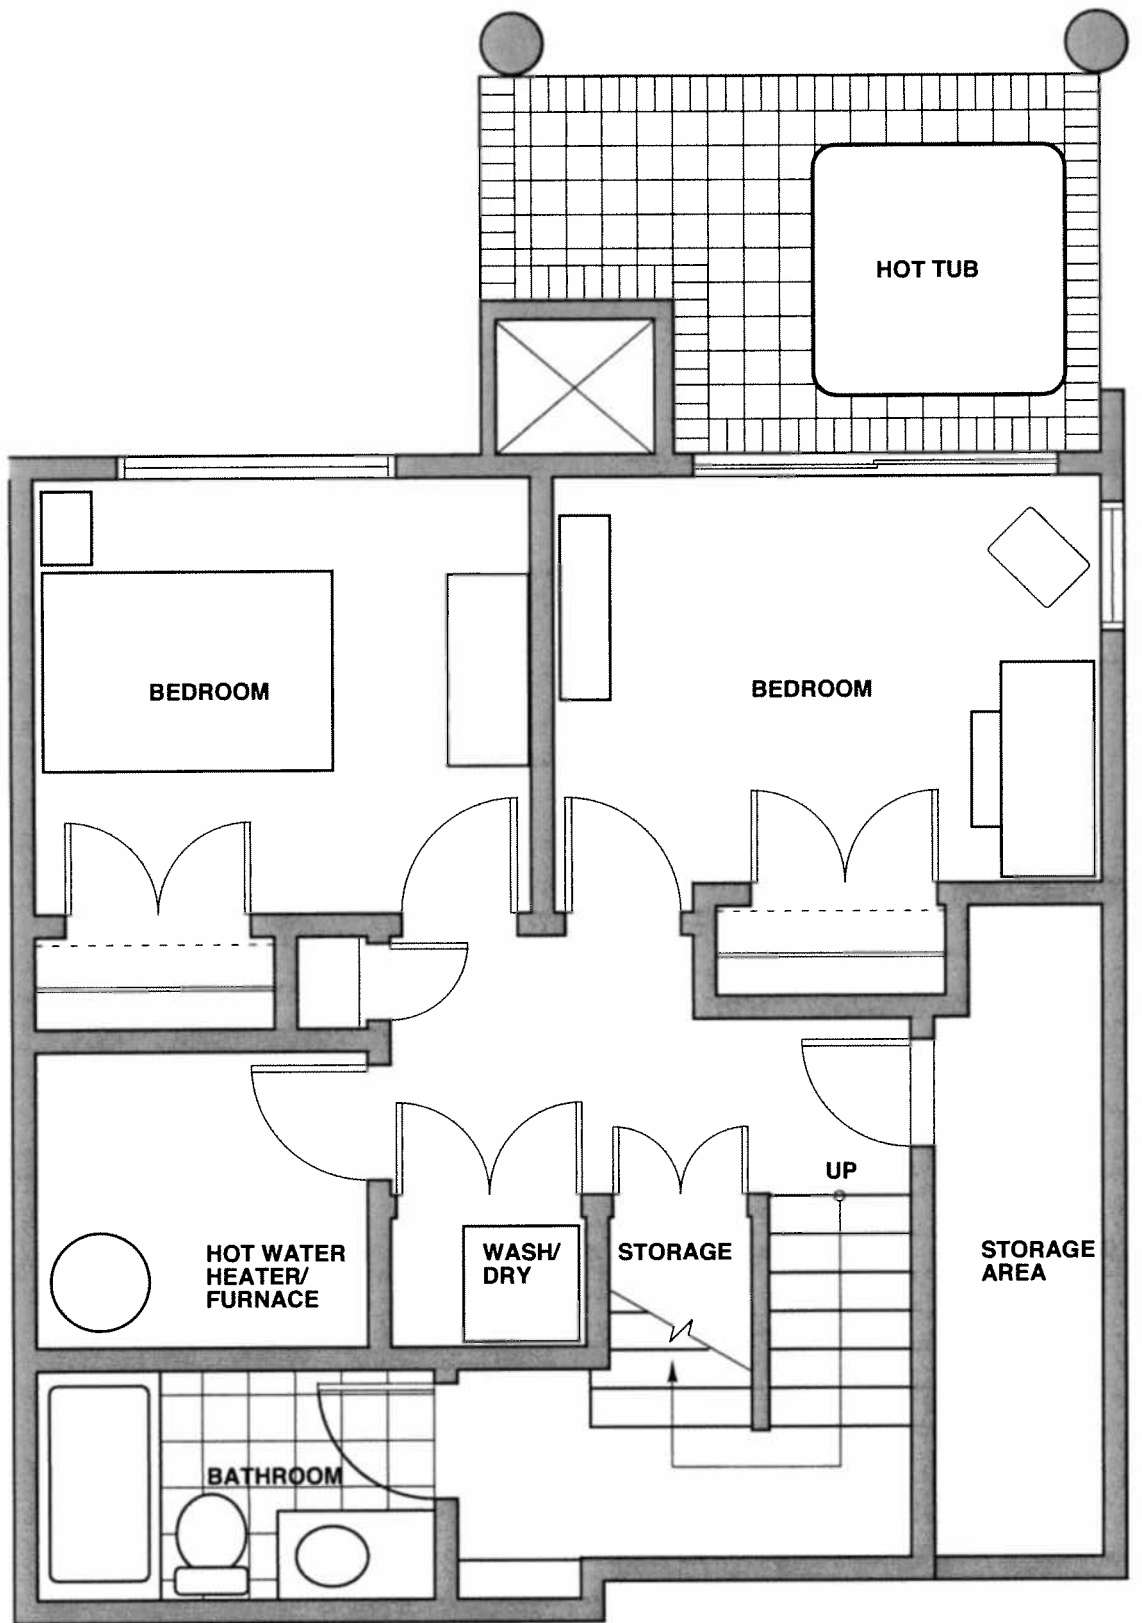 HOT TUB
BEDROOM
BEDROOM
UP
HOT WATER
HEATER/
FURNACE
WASH/
DRY
STORAGE
STORAGE
AREA
BATHROOM